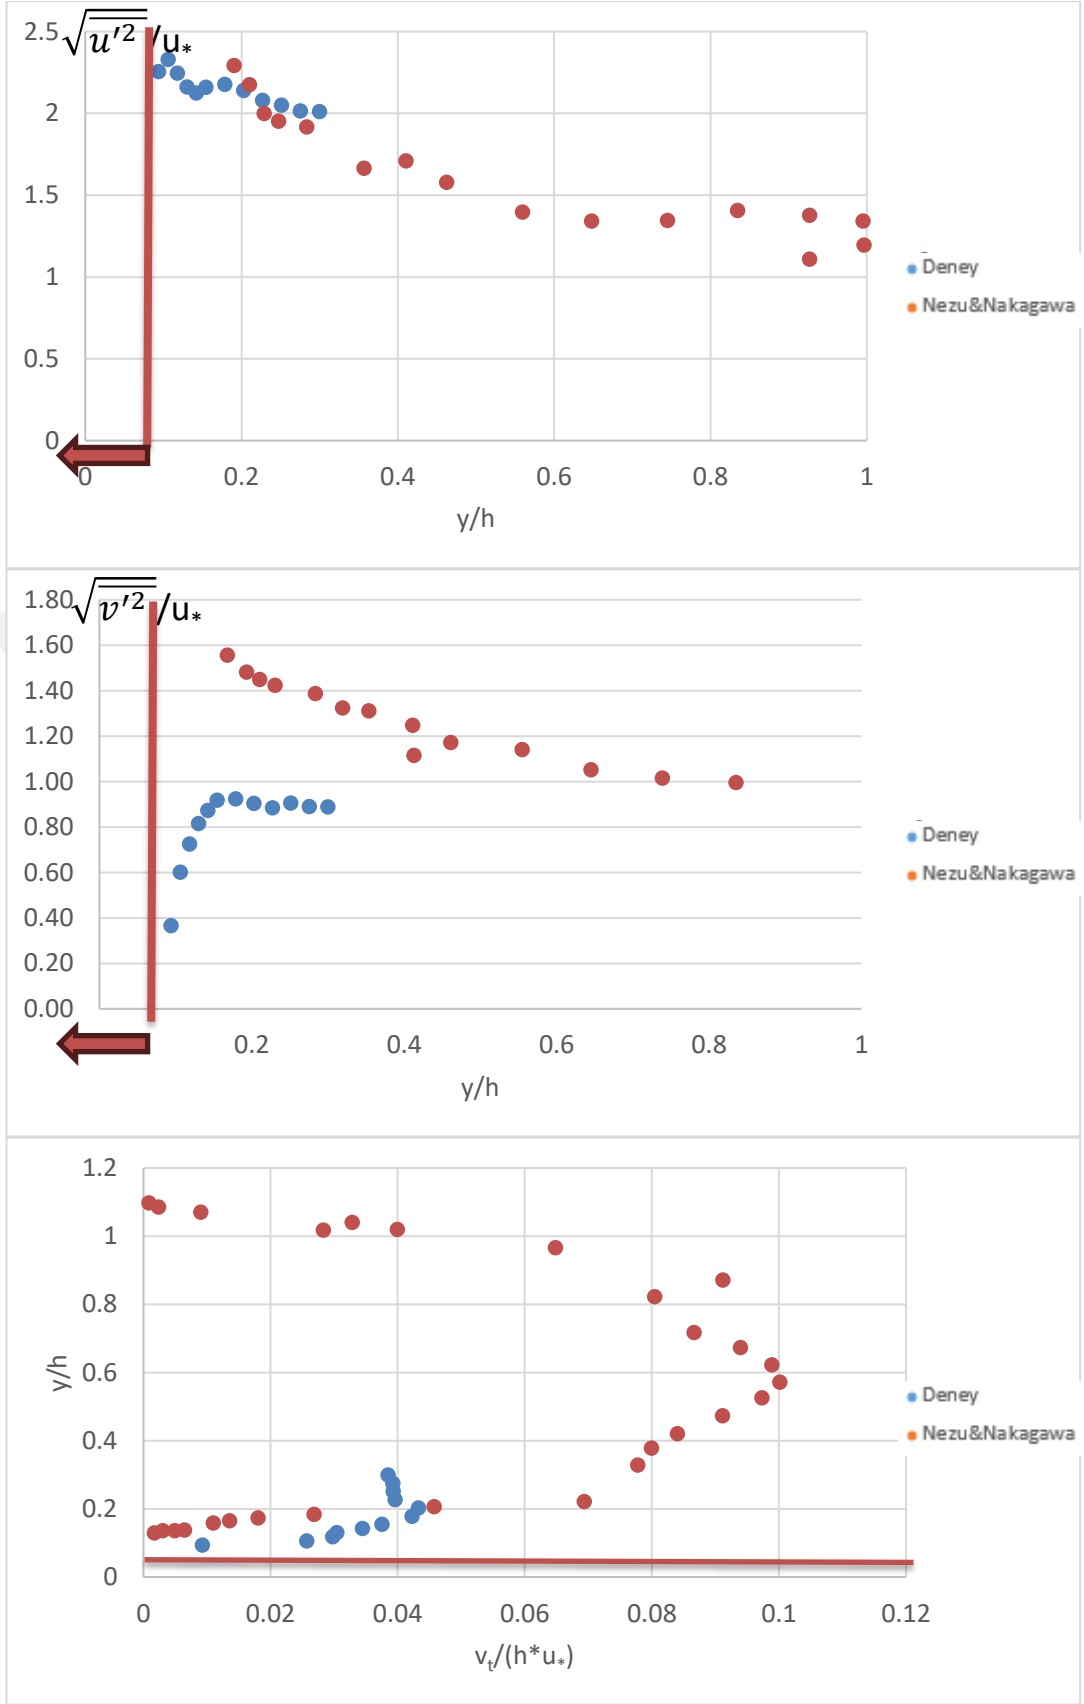 2.5 √u′² /u*
2
1.5
1
0.5
0
0 0.2 0.4 0.6 0.8 1
y/h
Deney
Nezu&Nakagawa
1.80 √v′² /u*
1.60
1.40
1.20
1.00
0.80
0.60
0.40
0.20
0.00
0.2 0.4 0.6 0.8 1
y/h
Deney
Nezu&Nakagawa
1.2
1
0.8
0.6
0.4
0.2
0
y/h
0 0.02 0.04 0.06 0.08 0.1 0.12
vt/(h*u*)
Deney
Nezu&Nakagawa